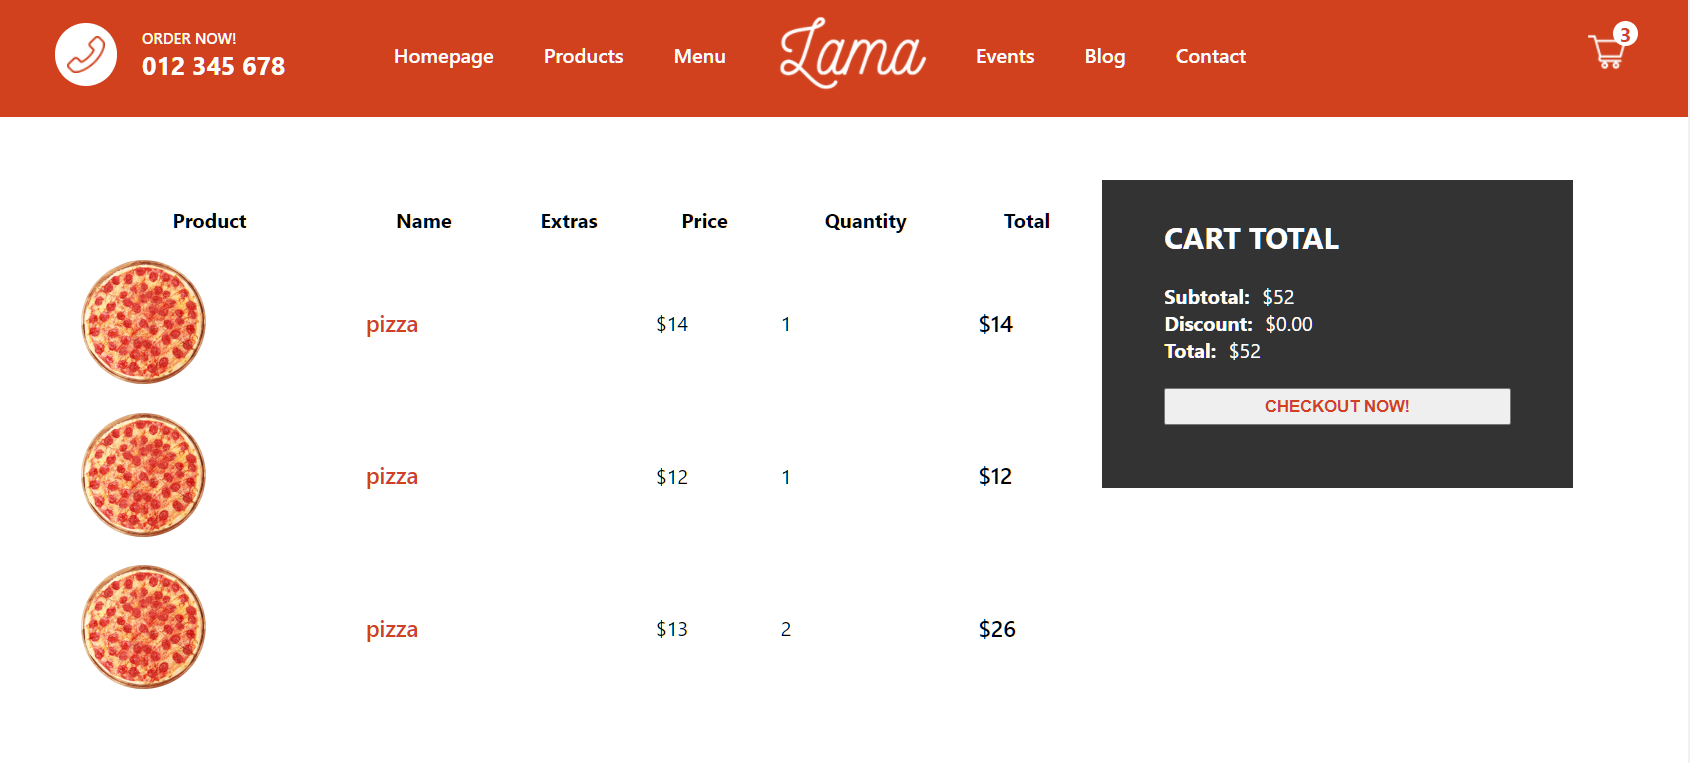 ORDER NOW!
012 345 678
Homepage Products Menu Lama Events Blog Contact
3
Product Name Extras Price Quantity Total
pizza $14 1 $14
pizza $12 1 $12
pizza $13 2 $26
CART TOTAL
Subtotal: $52
Discount: $0.00
Total: $52
CHECKOUT NOW!